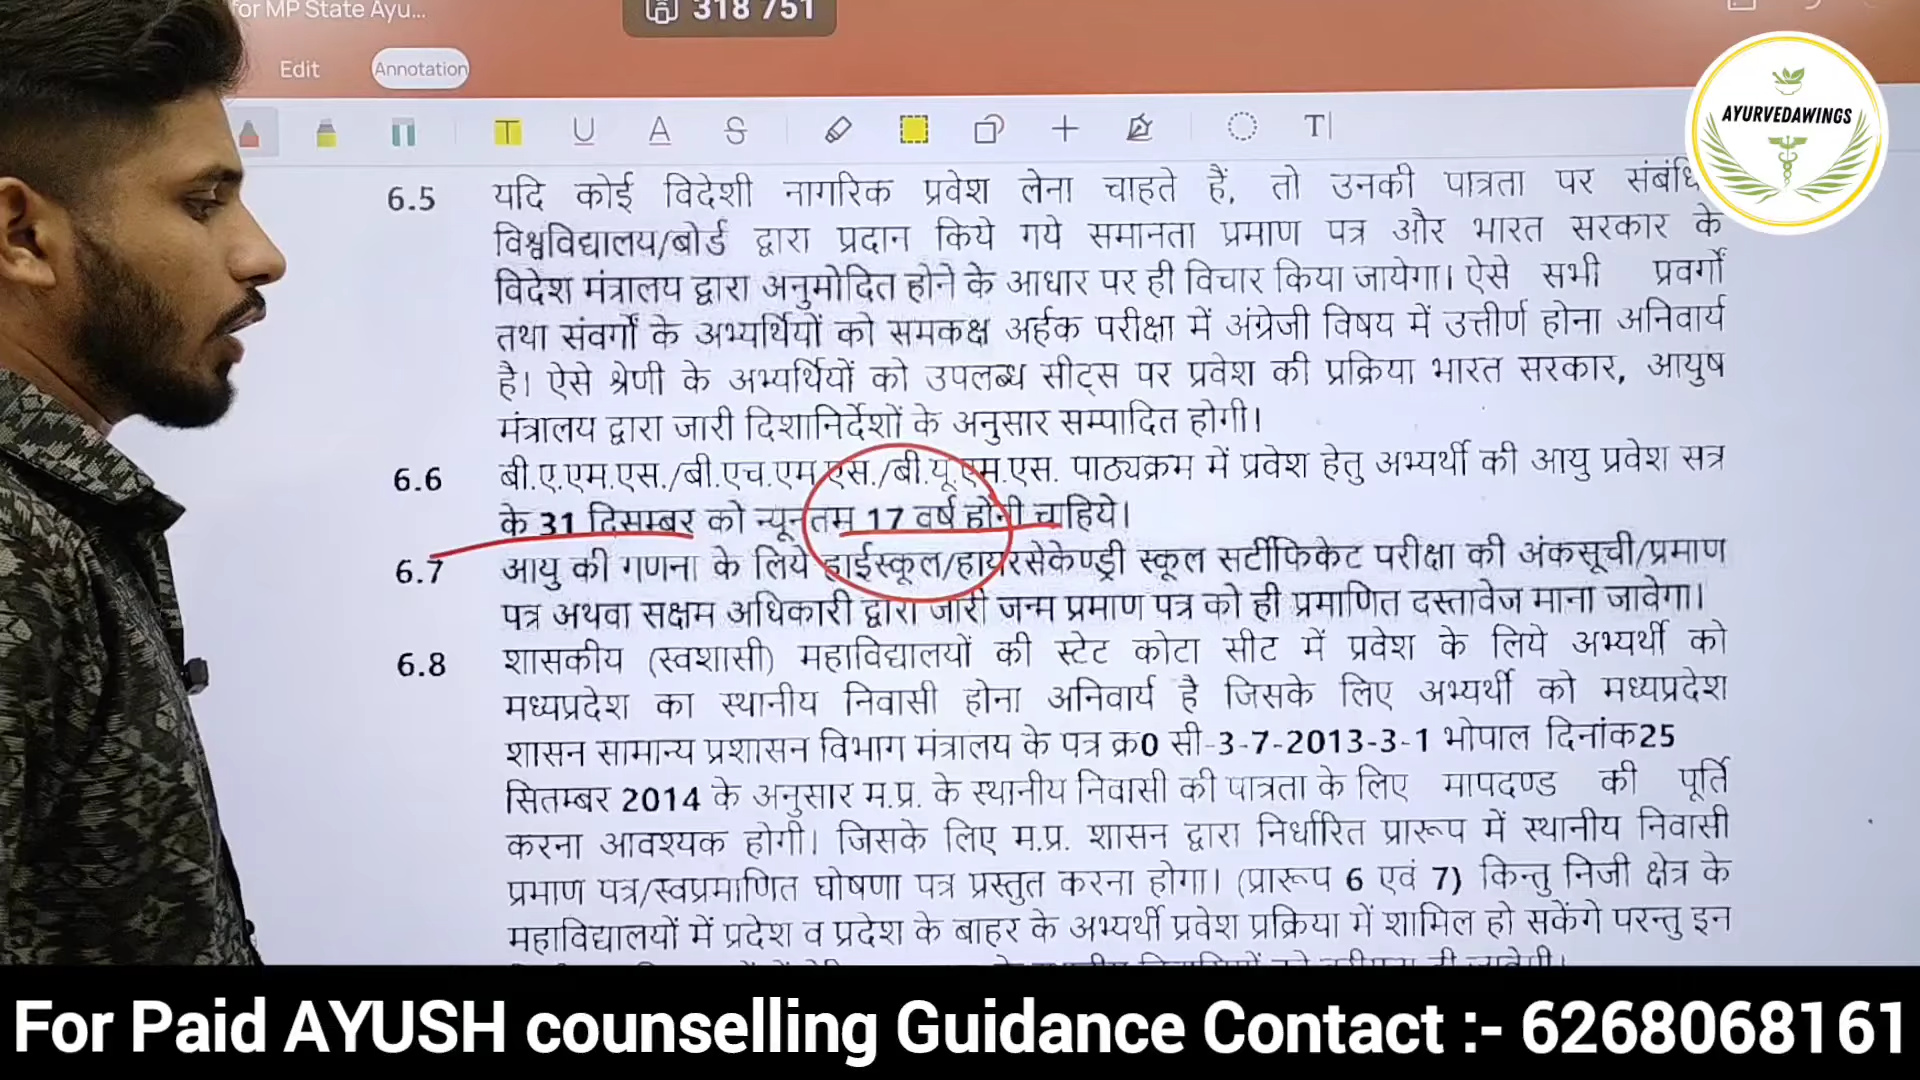 for MP State Ayu...
318 751
Edit
Annotation
AYURVEDAWINGS
6.5 यदि कोई विदेशी नागरिक प्रवेश लेना चाहते हैं, तो उनकी पात्रता पर
विश्वविद्यालय/बोर्ड द्वारा प्रदान किये गये समानता प्रमाण पत्र और भारत सरकार के
विदेश मंत्रालय द्वारा अनुमोदित होने के आधार पर ही विचार किया जायेगा। ऐसे सभी प्रवर्गों
तथा संवर्गों के अभ्यर्थियों को समकक्ष अर्हक परीक्षा में अंग्रेजी विषय में उत्तीर्ण होना अनिवार्य
है। ऐसे श्रेणी के अभ्यर्थियों को उपलब्ध सीट्स पर प्रवेश की प्रक्रिया भारत सरकार, आयुष
मंत्रालय द्वारा जारी दिशानिर्देशों के अनुसार सम्पादित होगी।
6.6 बी.ए.एम.एस./बी.एच.एम.एस./बी.यू.एम.एस. पाठ्यक्रम में प्रवेश हेतु अभ्यर्थी की आयु प्रवेश सत्र
के 31 दिसम्बर को न्यूनतम 17 वर्ष होनी चाहिये।
6.7 आयु की गणना के लिये हाईस्कूल/हायरसेकेण्ड्री स्कूल सर्टीफिकेट परीक्षा की अंकसूची/प्रमाण
पत्र अथवा सक्षम अधिकारी द्वारा जारी जन्म प्रमाण पत्र को ही प्रमाणित दस्तावेज माना जावेगा।
6.8 शासकीय (स्वशासी) महाविद्यालयों की स्टेट कोटा सीट में प्रवेश के लिये अभ्यर्थी को
मध्यप्रदेश का स्थानीय निवासी होना अनिवार्य है जिसके लिए अभ्यर्थी को मध्यप्रदेश
शासन सामान्य प्रशासन विभाग मंत्रालय के पत्र क्र0 सी-3-7-2013-3-1 भोपाल दिनांक25
सितम्बर 2014 के अनुसार म.प्र. के स्थानीय निवासी की पात्रता के लिए मापदण्ड की पूर्ति
करना आवश्यक होगी। जिसके लिए म.प्र. शासन द्वारा निर्धारित प्रारूप में स्थानीय निवासी
प्रमाण पत्र/स्वप्रमाणित घोषणा पत्र प्रस्तुत करना होगा। (प्रारूप 6 एवं 7) किन्तु निजी क्षेत्र के
महाविद्यालयों में प्रदेश व प्रदेश के बाहर के अभ्यर्थी प्रवेश प्रक्रिया में शामिल हो सकेंगे परन्तु इन
For Paid AYUSH counselling Guidance Contact :- 6268068161